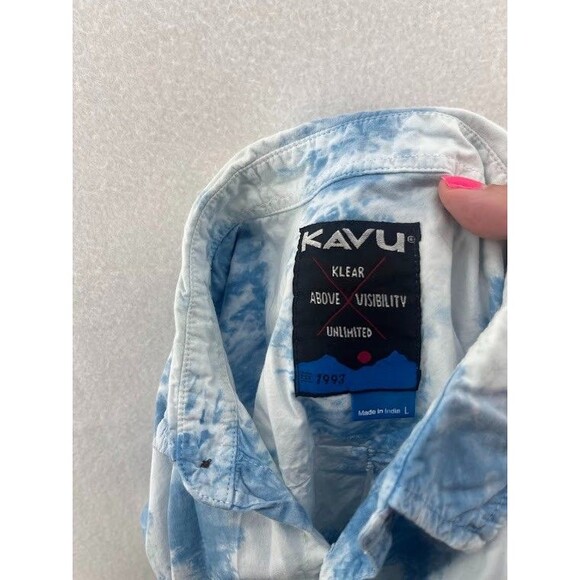 KAVU®
KLEAR
ABOVE VISIBILITY
UNLIMITED
1993
Made in India L